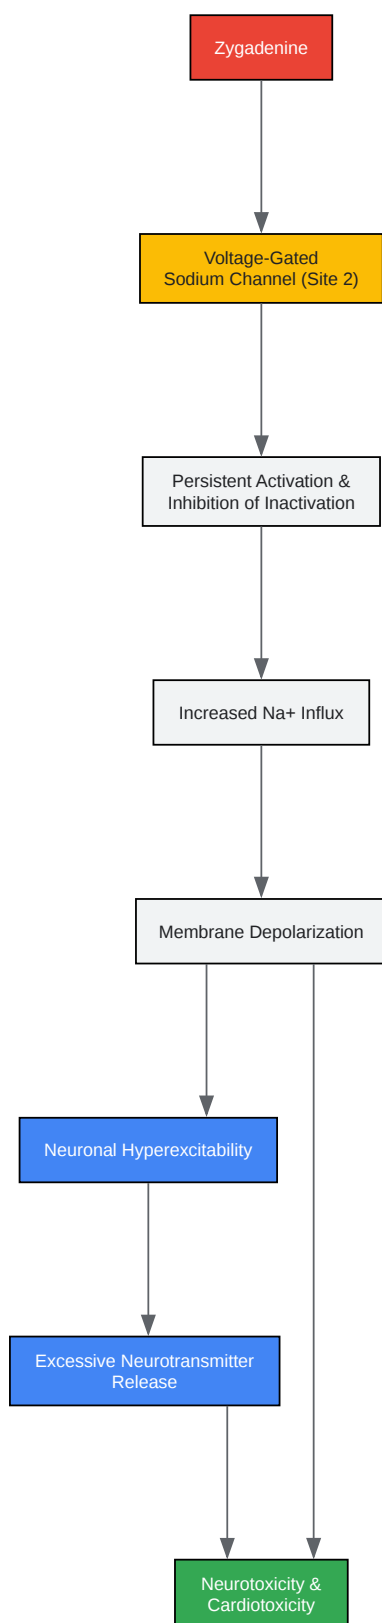 Zygadenine
Voltage-Gated
Sodium Channel (Site 2)
Persistent Activation &
Inhibition of Inactivation
Increased Na+ Influx
Membrane Depolarization
Neuronal Hyperexcitability
Excessive Neurotransmitter
Release
Neurotoxicity &
Cardiotoxicity